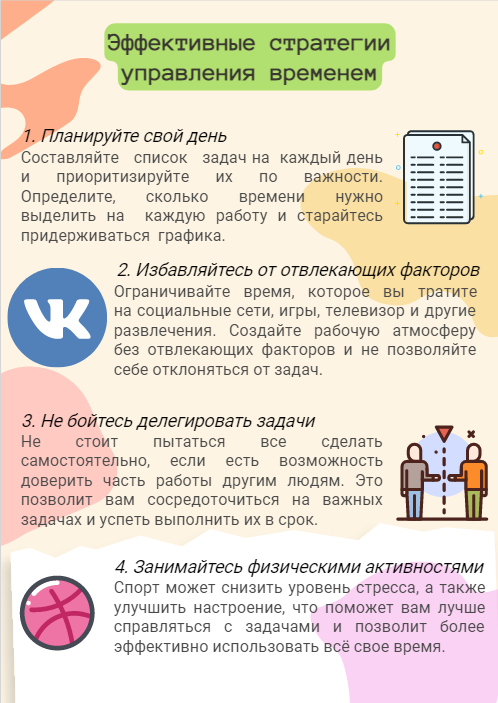 Эффективные стратегии
управления временем
1. Планируйте свой день
Составляйте список задач на каждый день
и приоритизируйте их по важности.
Определите, сколько времени нужно
выделить на каждую работу и старайтесь
придерживаться графика.
2. Избавляйтесь от отвлекающих факторов
Ограничивайте время, которое вы тратите
на социальные сети, игры, телевизор и другие
развлечения. Создайте рабочую атмосферу
без отвлекающих факторов и не позволяйте
себе отклоняться от задач.
3. Не бойтесь делегировать задачи
Не стоит пытаться все сделать
самостоятельно, если есть возможность
доверить часть работы другим людям. Это
позволит вам сосредоточиться на важных
задачах и успеть выполнить их в срок.
4. Занимайтесь физическими активностями
Спорт может снизить уровень стресса, а также
улучшить настроение, что поможет вам лучше
справляться с задачами и позволит более
эффективно использовать всё свое время.